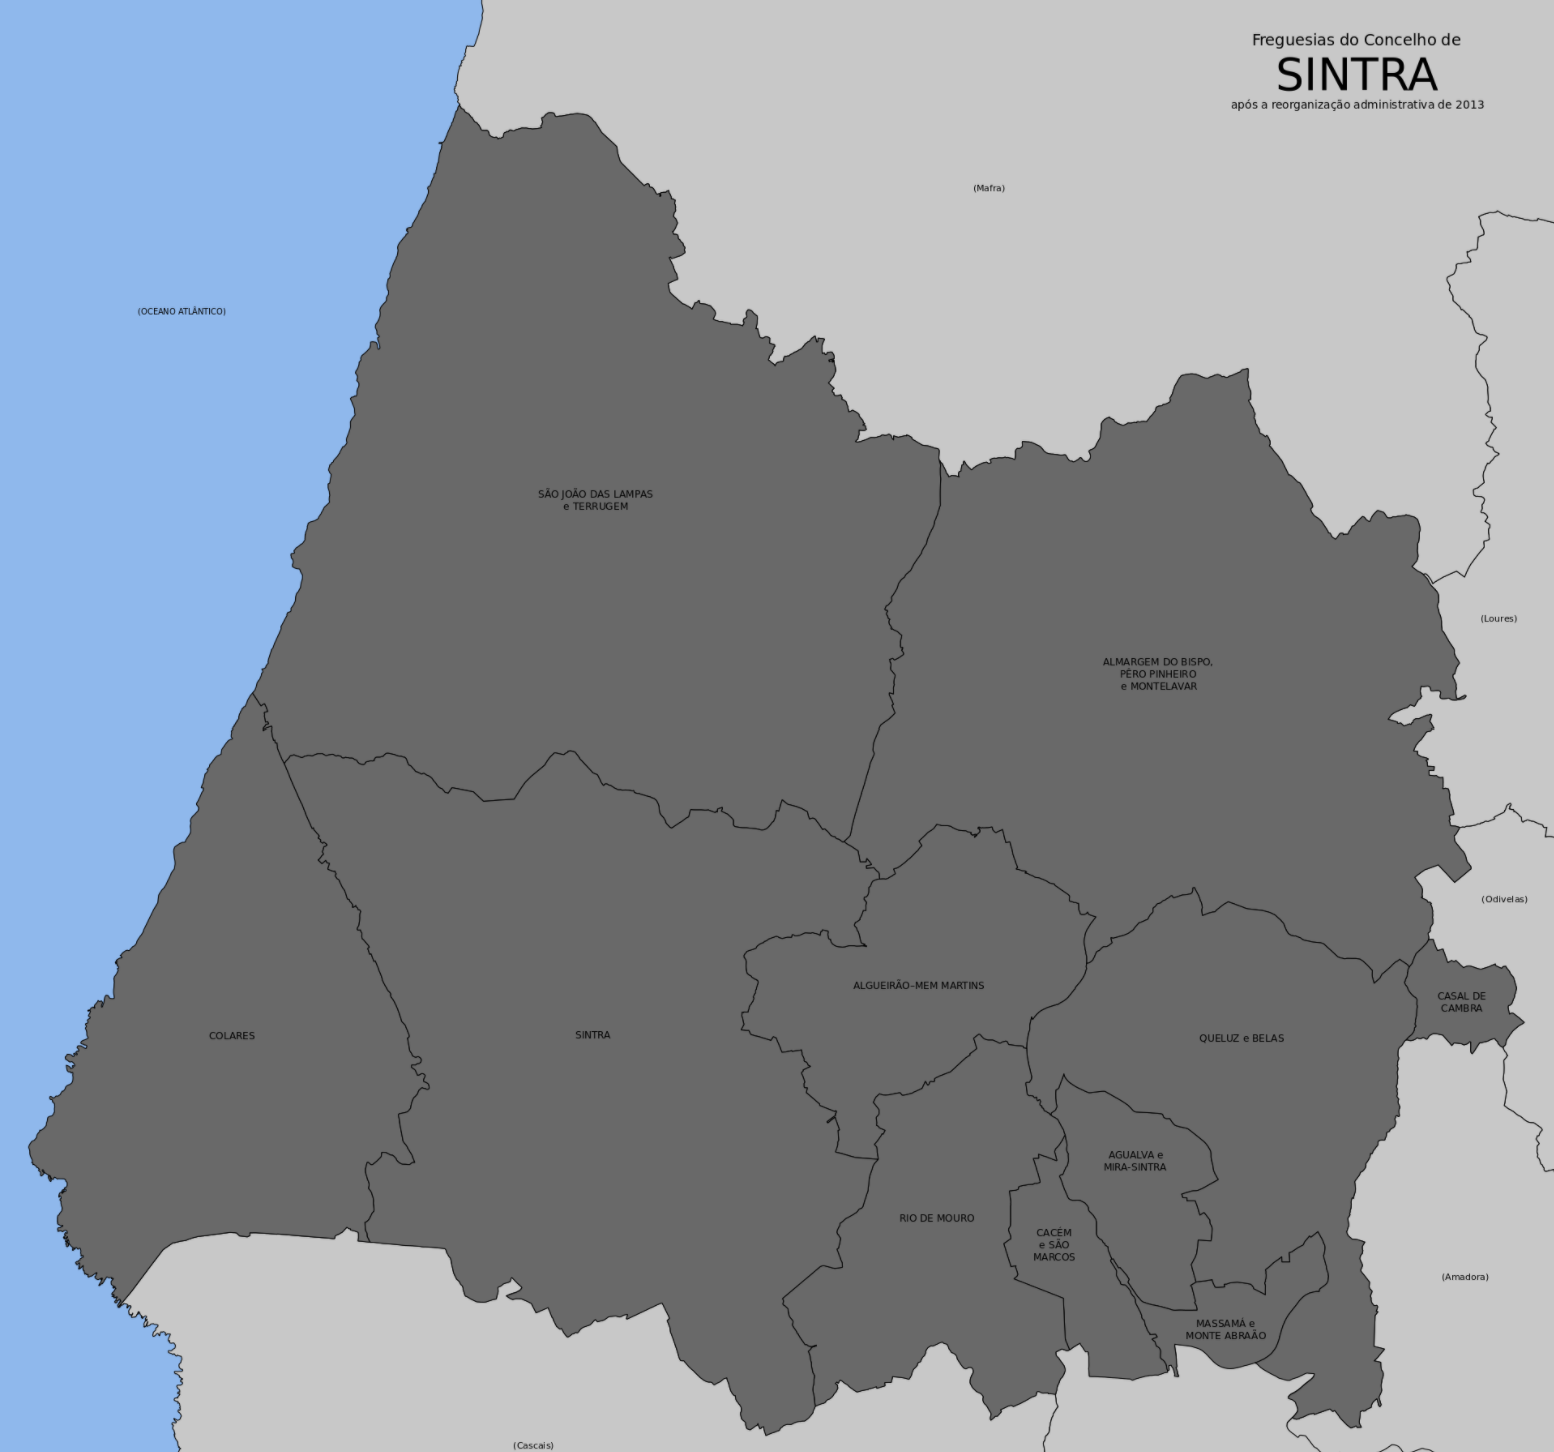 Freguesias do Concelho de
SINTRA
após a reorganização administrativa de 2013
(Mafra)
(OCEANO ATLÂNTICO)
SÃO JOÃO DAS LAMPAS
e TERRUGEM
(Loures)
ALMARGEM DO BISPO,
PÊRO PINHEIRO
e MONTELAVAR
(Odivelas)
ALGUEIRÃO–MEM MARTINS
CASAL DE
CAMBRA
COLARES
SINTRA
QUELUZ e BELAS
AGUALVA e
MIRA-SINTRA
RIO DE MOURO
CACÉM
e SÃO
MARCOS
(Amadora)
MASSAMÁ e
MONTE ABRAÃO
(Cascais)